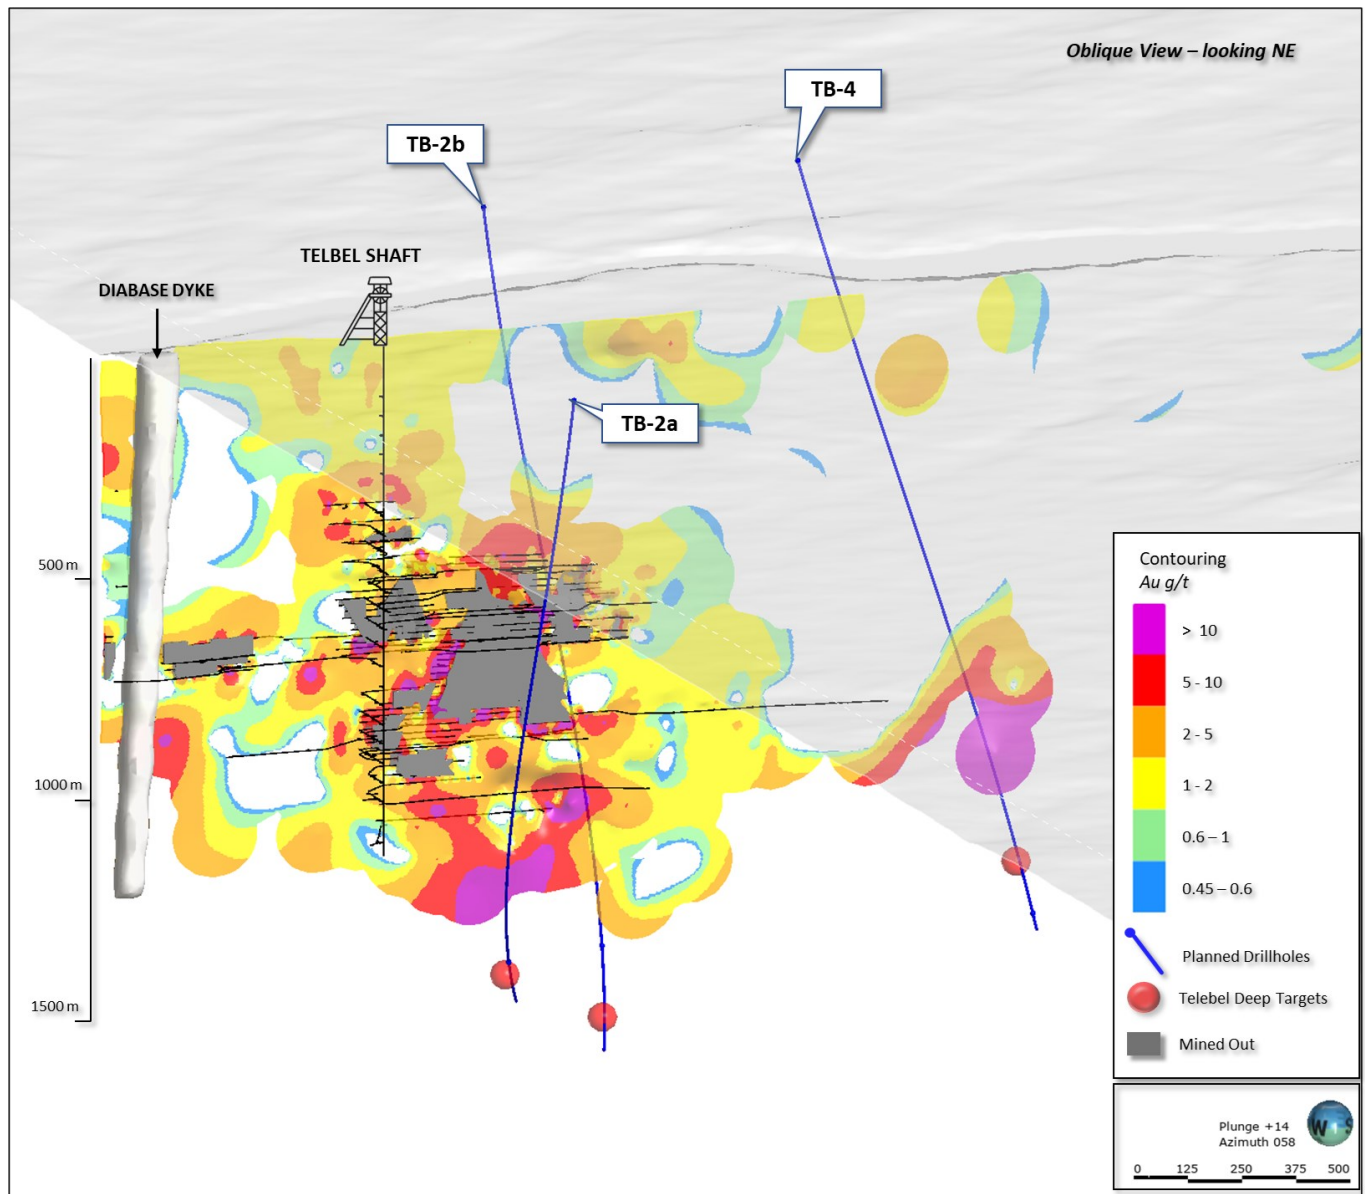 Oblique View – looking NE
TB-4
TB-2b
TELBEL SHAFT
DIABASE DYKE
TB-2a
500 m
1000 m
1500 m
Contouring
Au g/t
> 10
5 - 10
2 - 5
1 - 2
0.6 – 1
0.45 – 0.6
Planned Drillholes
Telebel Deep Targets
Mined Out
Plunge +14
Azimuth 058
W S
0 125 250 375 500